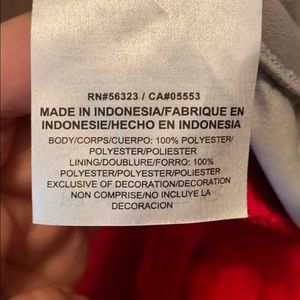 RN#56323 / CA#05553
MADE IN INDONESIA/FABRIQUE EN
INDONESIE/HECHO EN INDONESIA
BODY/CORPS/CUERPO: 100% POLYESTER/
POLYESTER/POLIESTER
LINING/DOUBLURE/FORRO: 100%
POLYESTER/POLYESTER/POLIESTER
EXCLUSIVE OF DECORATION/DECORATION
NON COMPRISE/NO INCLUYE LA
DECORACION